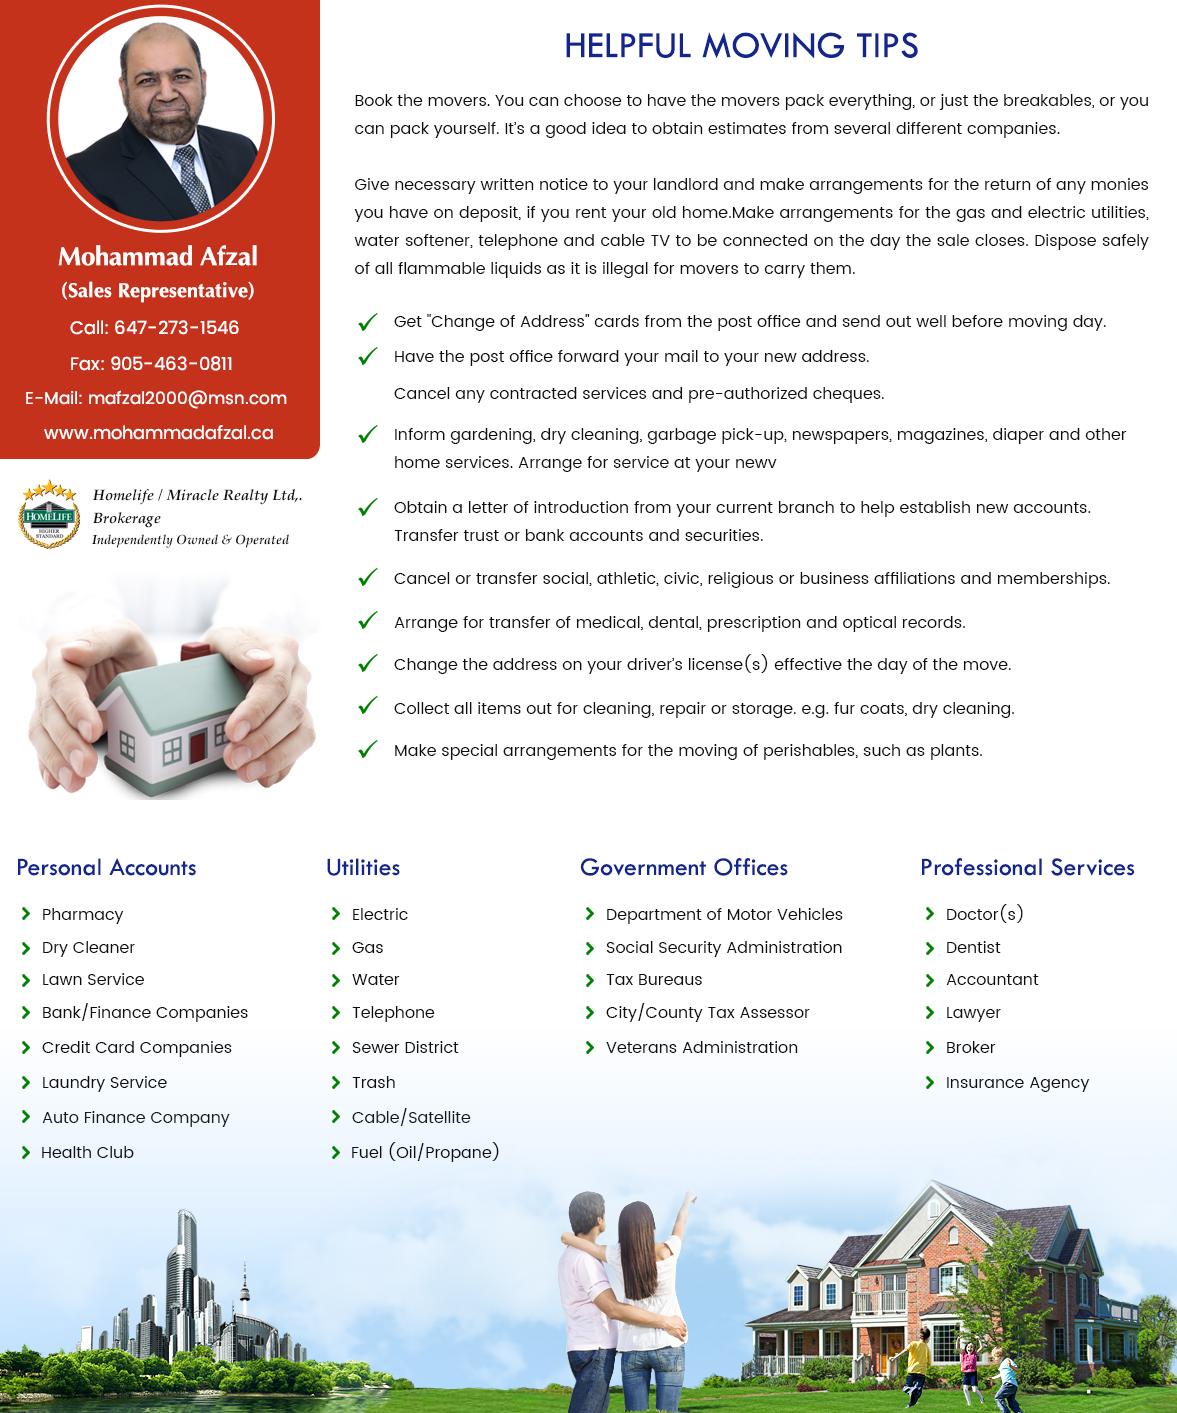 Mohammad Afzal
(Sales Representative)
Call: 647-273-1546
Fax: 905-463-0811
E-Mail: mafzal2000@msn.com
www.mohammadafzal.ca
HOMELIFE
HIGHER
STANDARD
Homelife / Miracle Realty Ltd,.
Brokerage
Independently Owned & Operated
HELPFUL MOVING TIPS
Book the movers. You can choose to have the movers pack everything, or just the breakables, or you
can pack yourself. It’s a good idea to obtain estimates from several different companies.
Give necessary written notice to your landlord and make arrangements for the return of any monies
you have on deposit, if you rent your old home.Make arrangements for the gas and electric utilities,
water softener, telephone and cable TV to be connected on the day the sale closes. Dispose safely
of all flammable liquids as it is illegal for movers to carry them.
Get "Change of Address" cards from the post office and send out well before moving day.
Have the post office forward your mail to your new address.
Cancel any contracted services and pre-authorized cheques.
Inform gardening, dry cleaning, garbage pick-up, newspapers, magazines, diaper and other
home services. Arrange for service at your newv
Obtain a letter of introduction from your current branch to help establish new accounts.
Transfer trust or bank accounts and securities.
Cancel or transfer social, athletic, civic, religious or business affiliations and memberships.
Arrange for transfer of medical, dental, prescription and optical records.
Change the address on your driver’s license(s) effective the day of the move.
Collect all items out for cleaning, repair or storage. e.g. fur coats, dry cleaning.
Make special arrangements for the moving of perishables, such as plants.
Personal Accounts
Pharmacy
Dry Cleaner
Lawn Service
Bank/Finance Companies
Credit Card Companies
Laundry Service
Auto Finance Company
Health Club
Utilities
Electric
Gas
Water
Telephone
Sewer District
Trash
Cable/Satellite
Fuel (Oil/Propane)
Government Offices
Department of Motor Vehicles
Social Security Administration
Tax Bureaus
City/County Tax Assessor
Veterans Administration
Professional Services
Doctor(s)
Dentist
Accountant
Lawyer
Broker
Insurance Agency